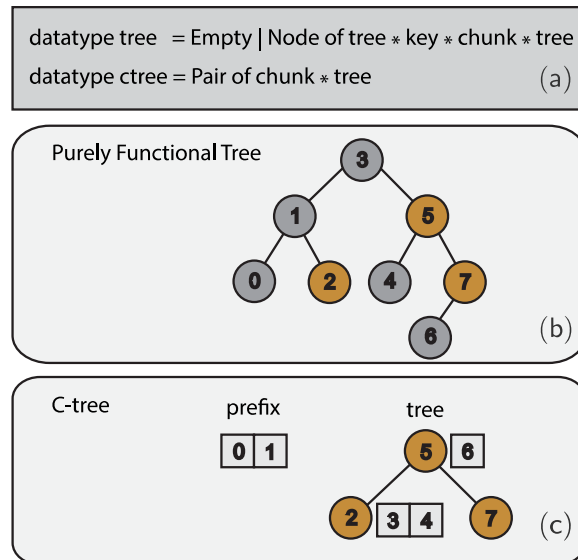 datatype tree = Empty | Node of tree * key * chunk * tree
datatype ctree = Pair of chunk * tree
(a)
Purely Functional Tree
3
1
5
0
2
4
7
6
(b)
C-tree
prefix
tree
0 1
5
6
2
3 4
7
(c)